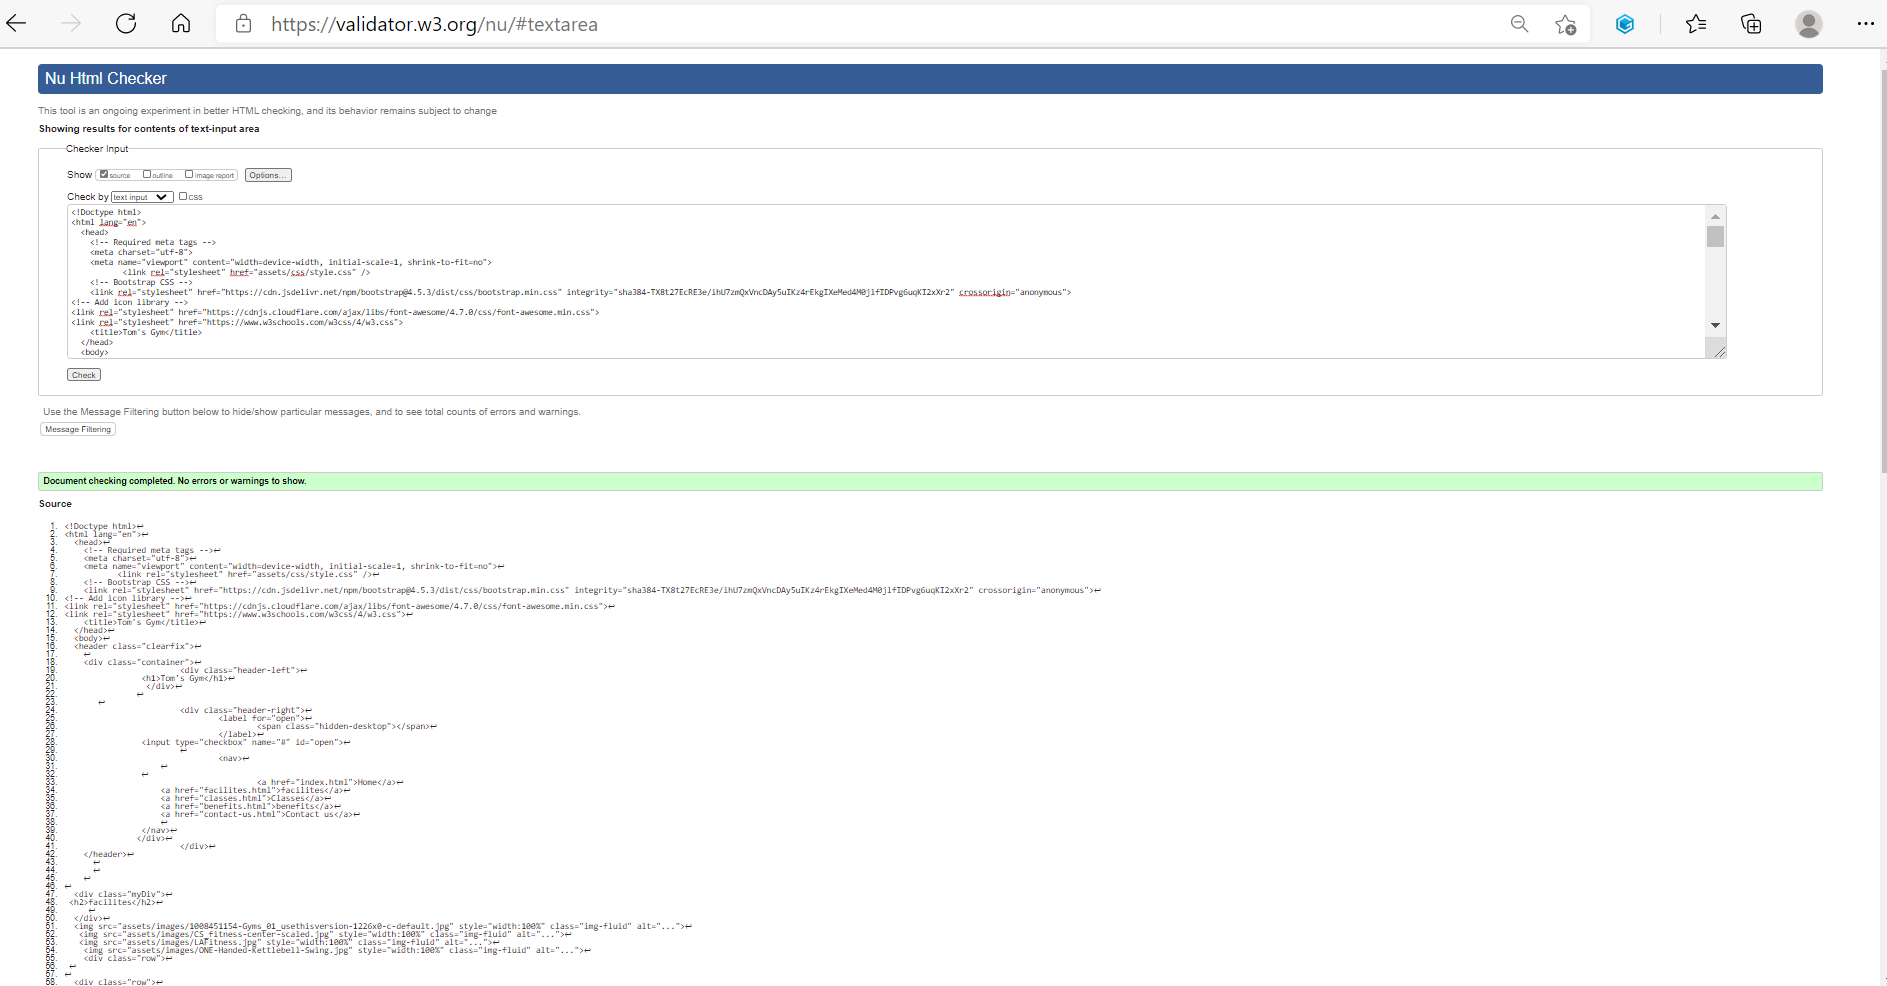 https://validator.w3.org/nu/#textarea
Nu Html Checker
This tool is an ongoing experiment in better HTML checking, and its behavior remains subject to change
Showing results for contents of text-input area
Checker Input
Show source outline image report Options...
Check by text input CSS
<!Doctype html>
<html lang="en">
<head>
<!-- Required meta tags -->
<meta charset="utf-8">
<meta name="viewport" content="width=device-width, initial-scale=1, shrink-to-fit=no">
<link rel="stylesheet" href="assets/css/style.css" />
<!-- Bootstrap CSS -->
<link rel="stylesheet" href="https://cdn.jsdelivr.net/npm/bootstrap@4.5.3/dist/css/bootstrap.min.css" integrity="sha384-TX8t27EcRE3e/ihU7zmQxVncDAy5uIKz4rEkgIXeMed4M0jlfIDPvg6uqKI2xXr2" crossorigin="anonymous">
<!-- Add icon library -->
<link rel="stylesheet" href="https://cdnjs.cloudflare.com/ajax/libs/font-awesome/4.7.0/css/font-awesome.min.css">
<link rel="stylesheet" href="https://www.w3schools.com/w3css/4/w3.css">
<title>Tom's Gym</title>
</head>
<body>
Check
Use the Message Filtering button below to hide/show particular messages, and to see total counts of errors and warnings.
Message Filtering
Document checking completed. No errors or warnings to show.
Source
1. <!Doctype html>↩
2. <html lang="en">↩
3. <head>↩
4. <!-- Required meta tags -->↩
5. <meta charset="utf-8">↩
6. <meta name="viewport" content="width=device-width, initial-scale=1, shrink-to-fit=no">↩
7. <link rel="stylesheet" href="assets/css/style.css" />↩
8. <!-- Bootstrap CSS -->↩
9. <link rel="stylesheet" href="https://cdn.jsdelivr.net/npm/bootstrap@4.5.3/dist/css/bootstrap.min.css" integrity="sha384-TX8t27EcRE3e/ihU7zmQxVncDAy5uIKz4rEkgIXeMed4M0jlfIDPvg6uqKI2xXr2" crossorigin="anonymous">↩
10. <!-- Add icon library -->↩
11. <link rel="stylesheet" href="https://cdnjs.cloudflare.com/ajax/libs/font-awesome/4.7.0/css/font-awesome.min.css">↩
12. <link rel="stylesheet" href="https://www.w3schools.com/w3css/4/w3.css">↩
13. <title>Tom's Gym</title>↩
14. </head>↩
15. <body>↩
16. <header class="clearfix">↩
17. ↩
18. <div class="container">↩
19. <div class="header-left">↩
20. <h1>Tom's Gym</h1>↩
21. </div>↩
22. ↩
23. ↩
24. <div class="header-right">↩
25. <label for="open">↩
26. <span class="hidden-desktop"></span>↩
27. </label>↩
28. <input type="checkbox" name="#" id="open">↩
29. ↩
30. <nav>↩
31. ↩
32. ↩
33. <a href="index.html">Home</a>↩
34. <a href="facilites.html">facilites</a>↩
35. <a href="classes.html">Classes</a>↩
36. <a href="benefits.html">benefits</a>↩
37. <a href="contact-us.html">Contact us</a>↩
38. ↩
39. </nav>↩
40. </div>↩
41. </div>↩
42. </header>↩
43. ↩
44. ↩
45. ↩
46. ↩
47. <div class="myDiv">↩
48. <h2>facilites</h2>↩
49. ↩
50. </div>↩
51. <img src="assets/images/1008451154-Gyms_01_usethisversion-1226x0-c-default.jpg" style="width:100%" class="img-fluid" alt="...">↩
52. <img src="assets/images/CS_fitness-center-scaled.jpg" style="width:100%" class="img-fluid" alt="...">↩
53. <img src="assets/images/LAFitness.jpg" style="width:100%" class="img-fluid" alt="...">↩
54. <img src="assets/images/ONE-Handed-Kettlebell-Swing.jpg" style="width:100%" class="img-fluid" alt="...">↩
55. <div class="row">↩
56. ↩
57. ↩
58. <div class="row">↩